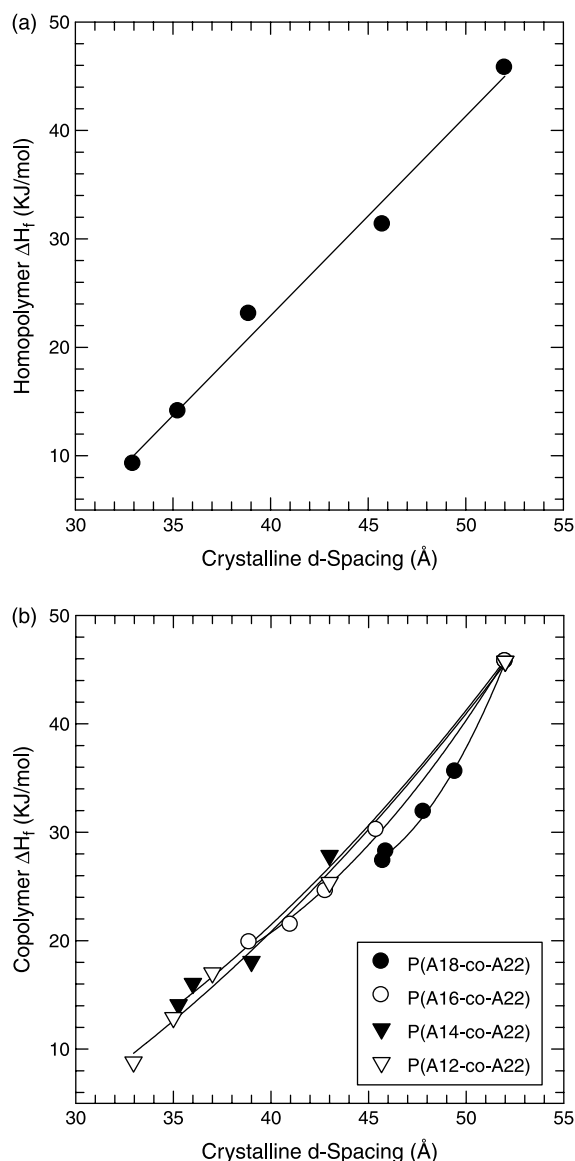 (a)
50
40
30
20
10
Homopolymer ΔH_f (KJ/mol)
30 35 40 45 50 55
Crystalline d-Spacing (Å)
(b)
50
40
30
20
10
Copolymer ΔH_f (KJ/mol)
P(A18-co-A22)
P(A16-co-A22)
P(A14-co-A22)
P(A12-co-A22)
30 35 40 45 50 55
Crystalline d-Spacing (Å)